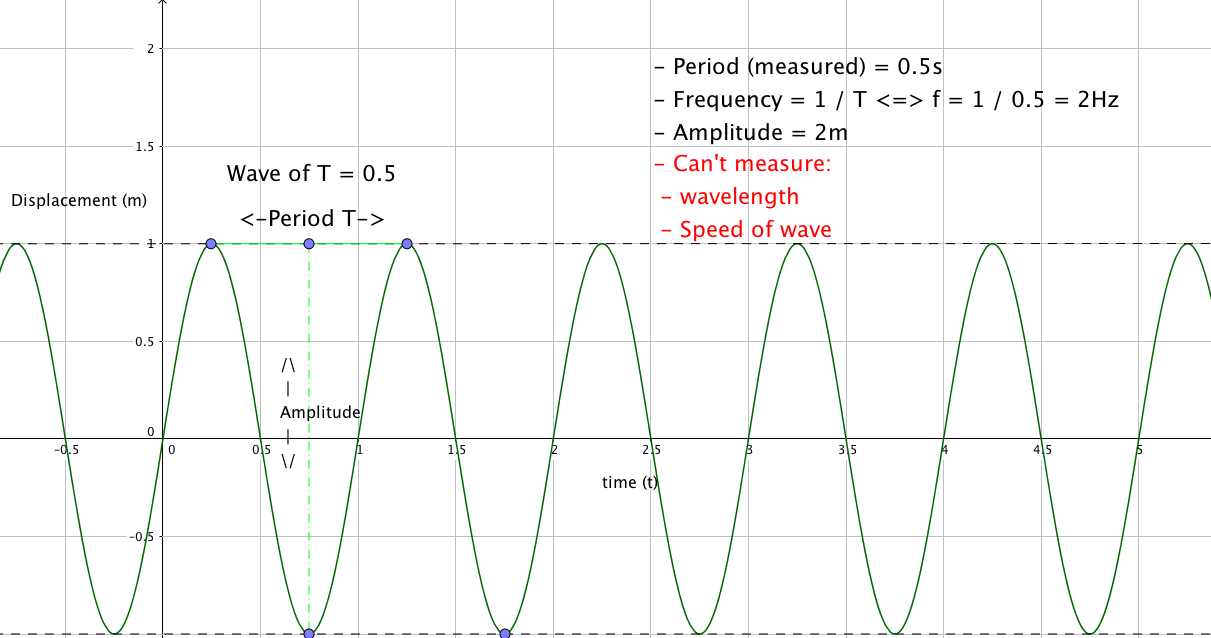 2
- Period (measured) = 0.5s
- Frequency = 1 / T <=> f = 1 / 0.5 = 2Hz
- Amplitude = 2m
1.5
- Can't measure:
Wave of T = 0.5
- wavelength
Displacement (m)
<-Period T->
- Speed of wave
1
0.5
/\
|
Amplitude
|
\/
0
-0.5 0 0.5 1 1.5 2 2.5 3 3.5 4 4.5 5
time (t)
-0.5